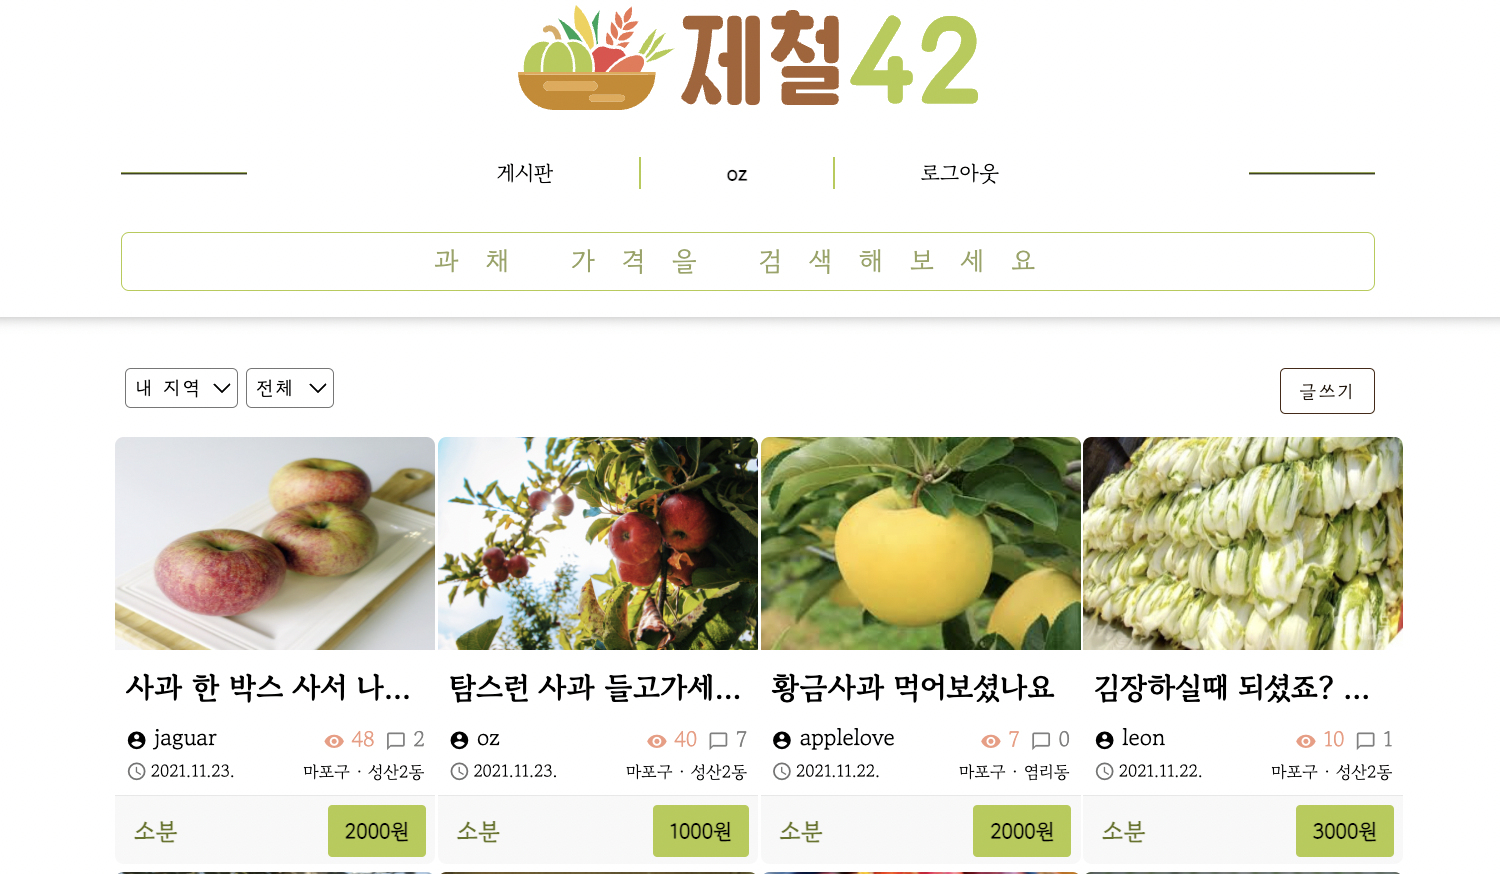 제철42
게시판 oz 로그아웃
과채 가격을 검색해보세요
내 지역 전체 글쓰기
사과 한 박스 사서 나... 탐스런 사과 들고가세... 황금사과 먹어보셨나요 김장하실때 되셨죠? ...
jaguar 48 2 oz 40 7 applelove 7 0 leon 10 1
2021.11.23. 마포구 · 성산2동 2021.11.23. 마포구 · 성산2동 2021.11.22. 마포구 · 염리동 2021.11.22. 마포구 · 성산2동
소분 2000원 소분 1000원 소분 2000원 소분 3000원